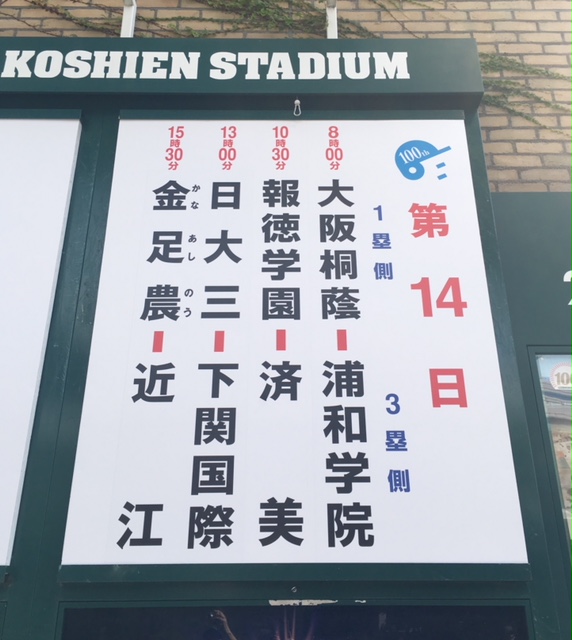 KOSHIEN STADIUM
100th
第14日
1塁側
3塁側
8時00分
大阪桐蔭ー浦和学院
10時30分
報徳学園ー済美
13時00分
日大三ー下関国際
15時30分
金足農ー近江
かなあしのう
100